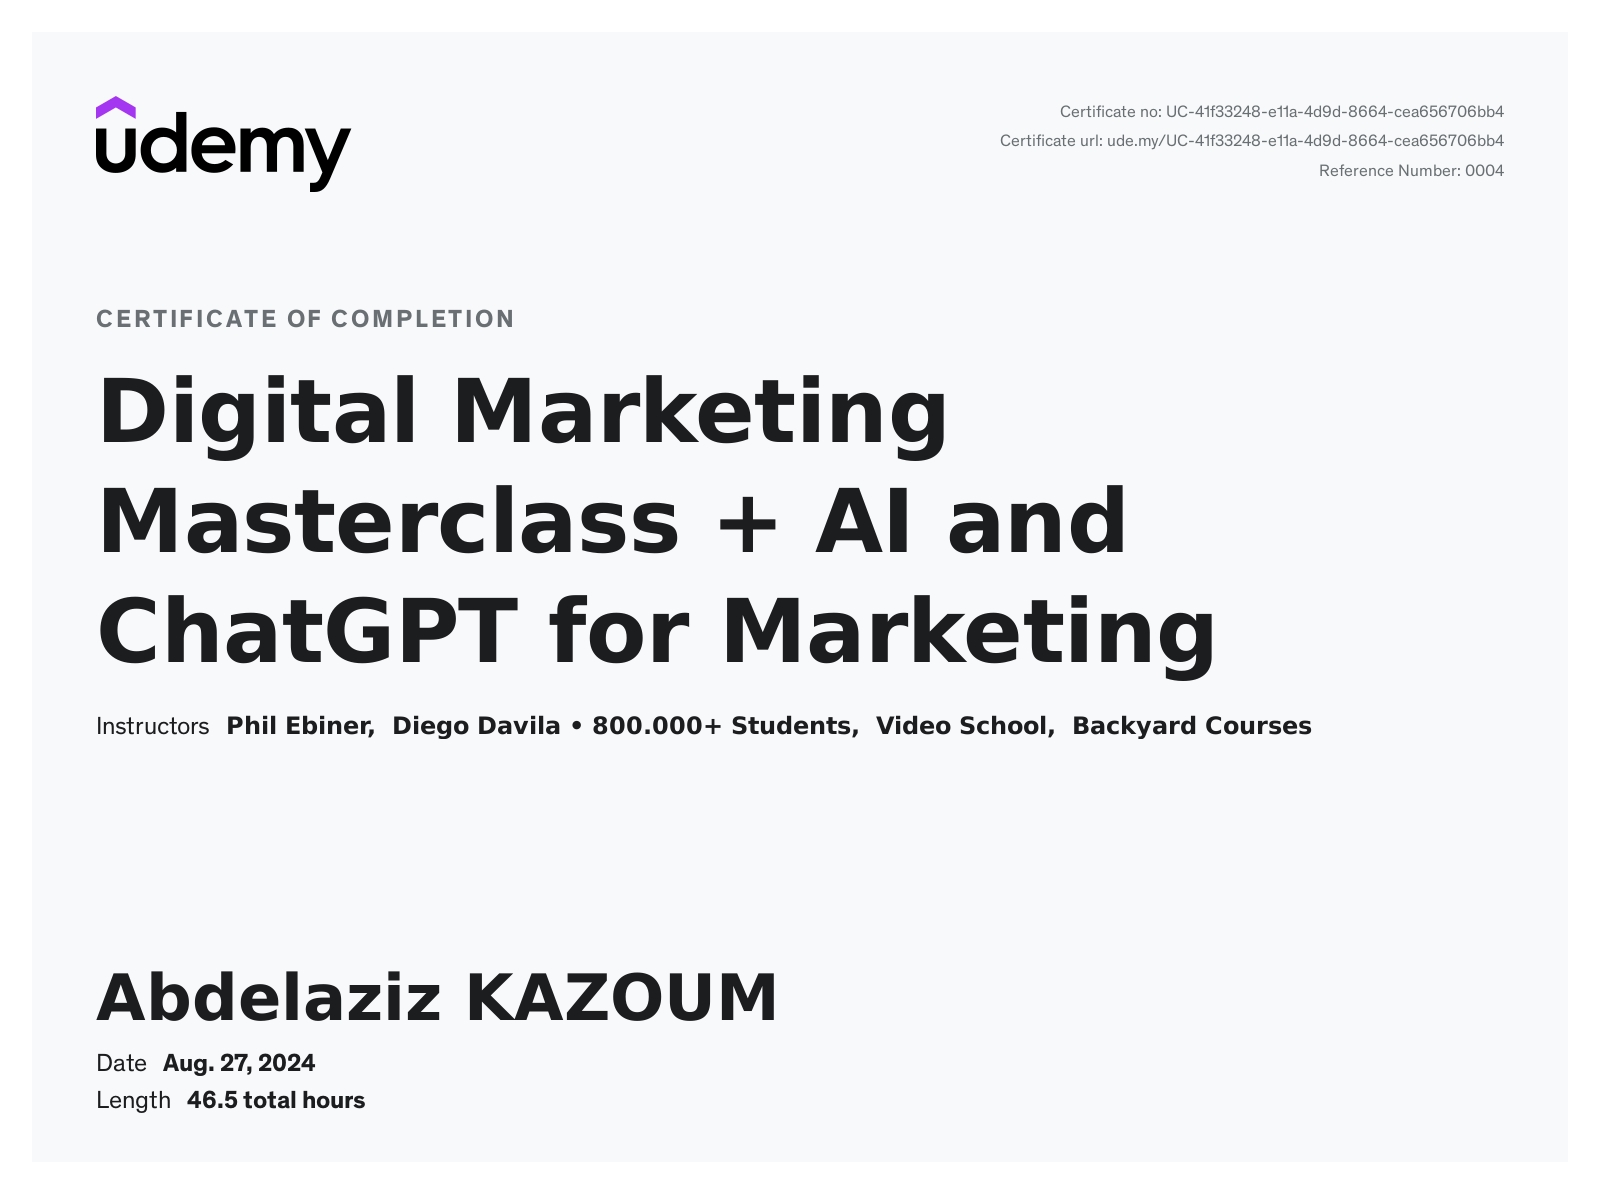 udemy
Certificate no: UC-41f33248-e11a-4d9d-8664-cea656706bb4
Certificate url: ude.my/UC-41f33248-e11a-4d9d-8664-cea656706bb4
Reference Number: 0004
CERTIFICATE OF COMPLETION
Digital Marketing
Masterclass + AI and
ChatGPT for Marketing
Instructors Phil Ebiner, Diego Davila • 800.000+ Students, Video School, Backyard Courses
Abdelaziz KAZOUM
Date Aug. 27, 2024
Length 46.5 total hours